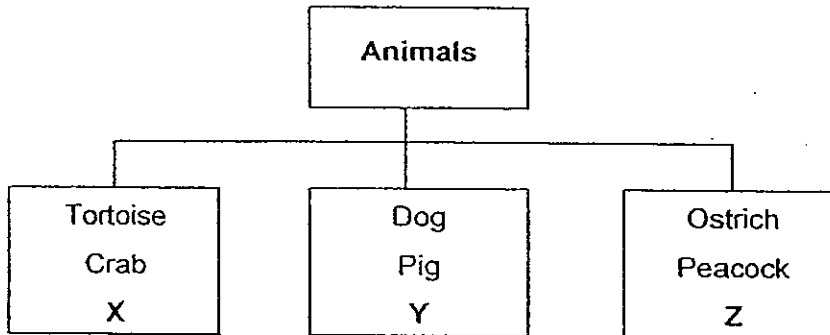 Animals
Tortoise
Crab
X
Dog
Pig
Y
Ostrich
Peacock
Z